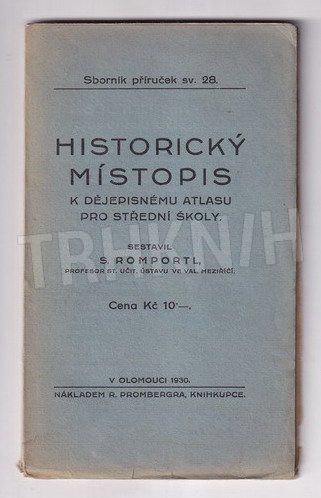 Sborník příruček sv. 28.
HISTORICKÝ
MÍSTOPIS
K DĚJEPISNÉMU ATLASU
PRO STŘEDNÍ ŠKOLY.
SESTAVIL
S. ROMPORTL,
PROFESOR ST. UČIT. ÚSTAVU VE VAL. MEZIŘÍČÍ.
TRHKNIH
Cena Kč 10·—.
V OLOMOUCI 1930.
NÁKLADEM R. PROMBERGRA, KNIHKUPCE.